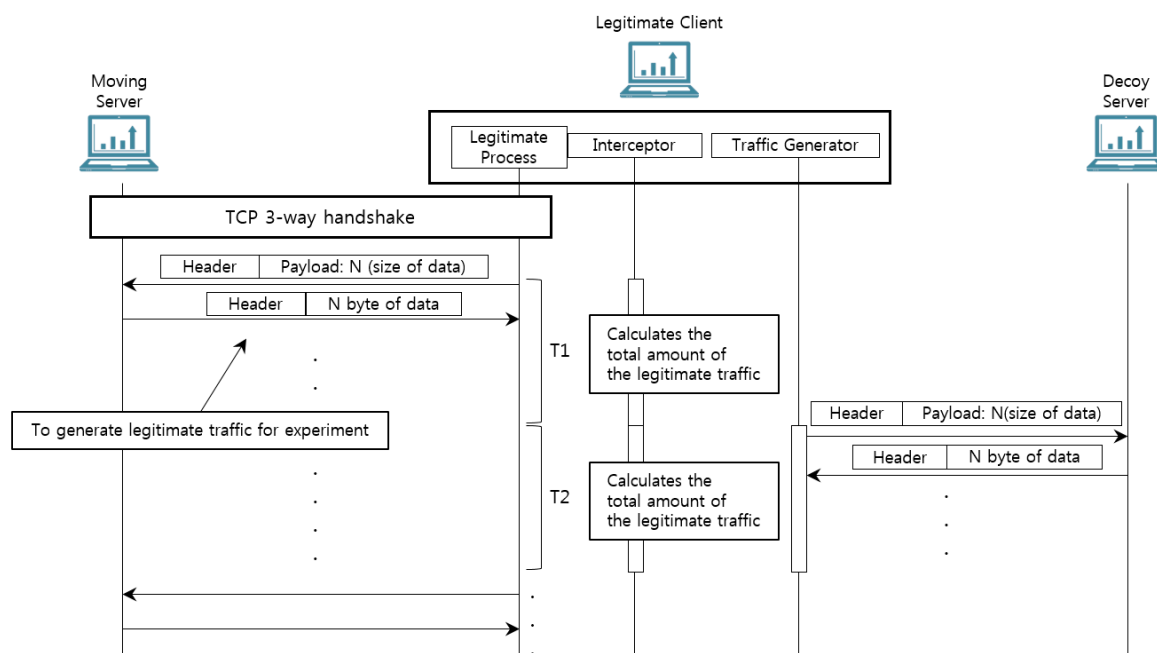 Legitimate Client
Moving
Server
Decoy
Server
Legitimate
Process
Interceptor
Traffic Generator
TCP 3-way handshake
Header
Payload: N (size of data)
Header
N byte of data
T1
Calculates the
total amount of
the legitimate traffic
To generate legitimate traffic for experiment
Header
Payload: N(size of data)
Header
N byte of data
T2
Calculates the
total amount of
the legitimate traffic